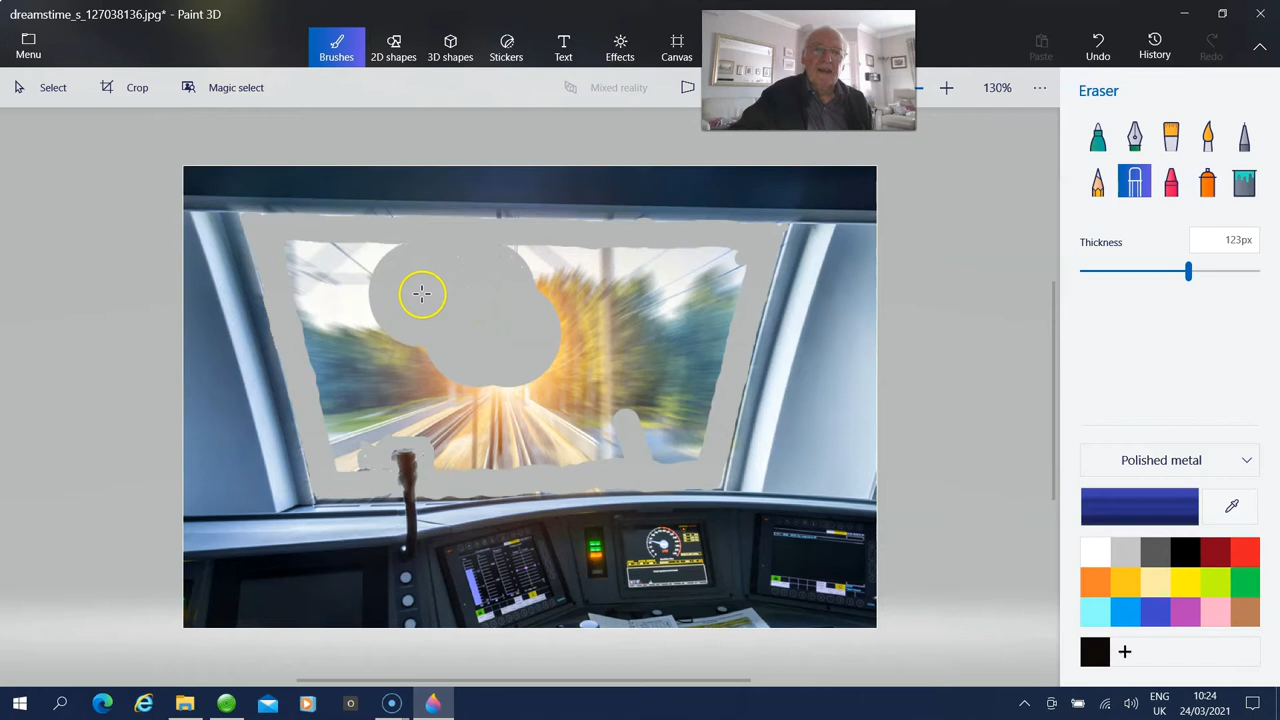 dreamstime_s_127038136.jpg* - Paint 3D
Menu
Brushes
2D shapes
3D shapes
Stickers
Text
Effects
Canvas
Paste
Undo
History
Redo
Select
Crop
Magic select
Mixed reality
130%
Eraser
Thickness
123px
Polished metal
ENG
UK
10:24
24/03/2021